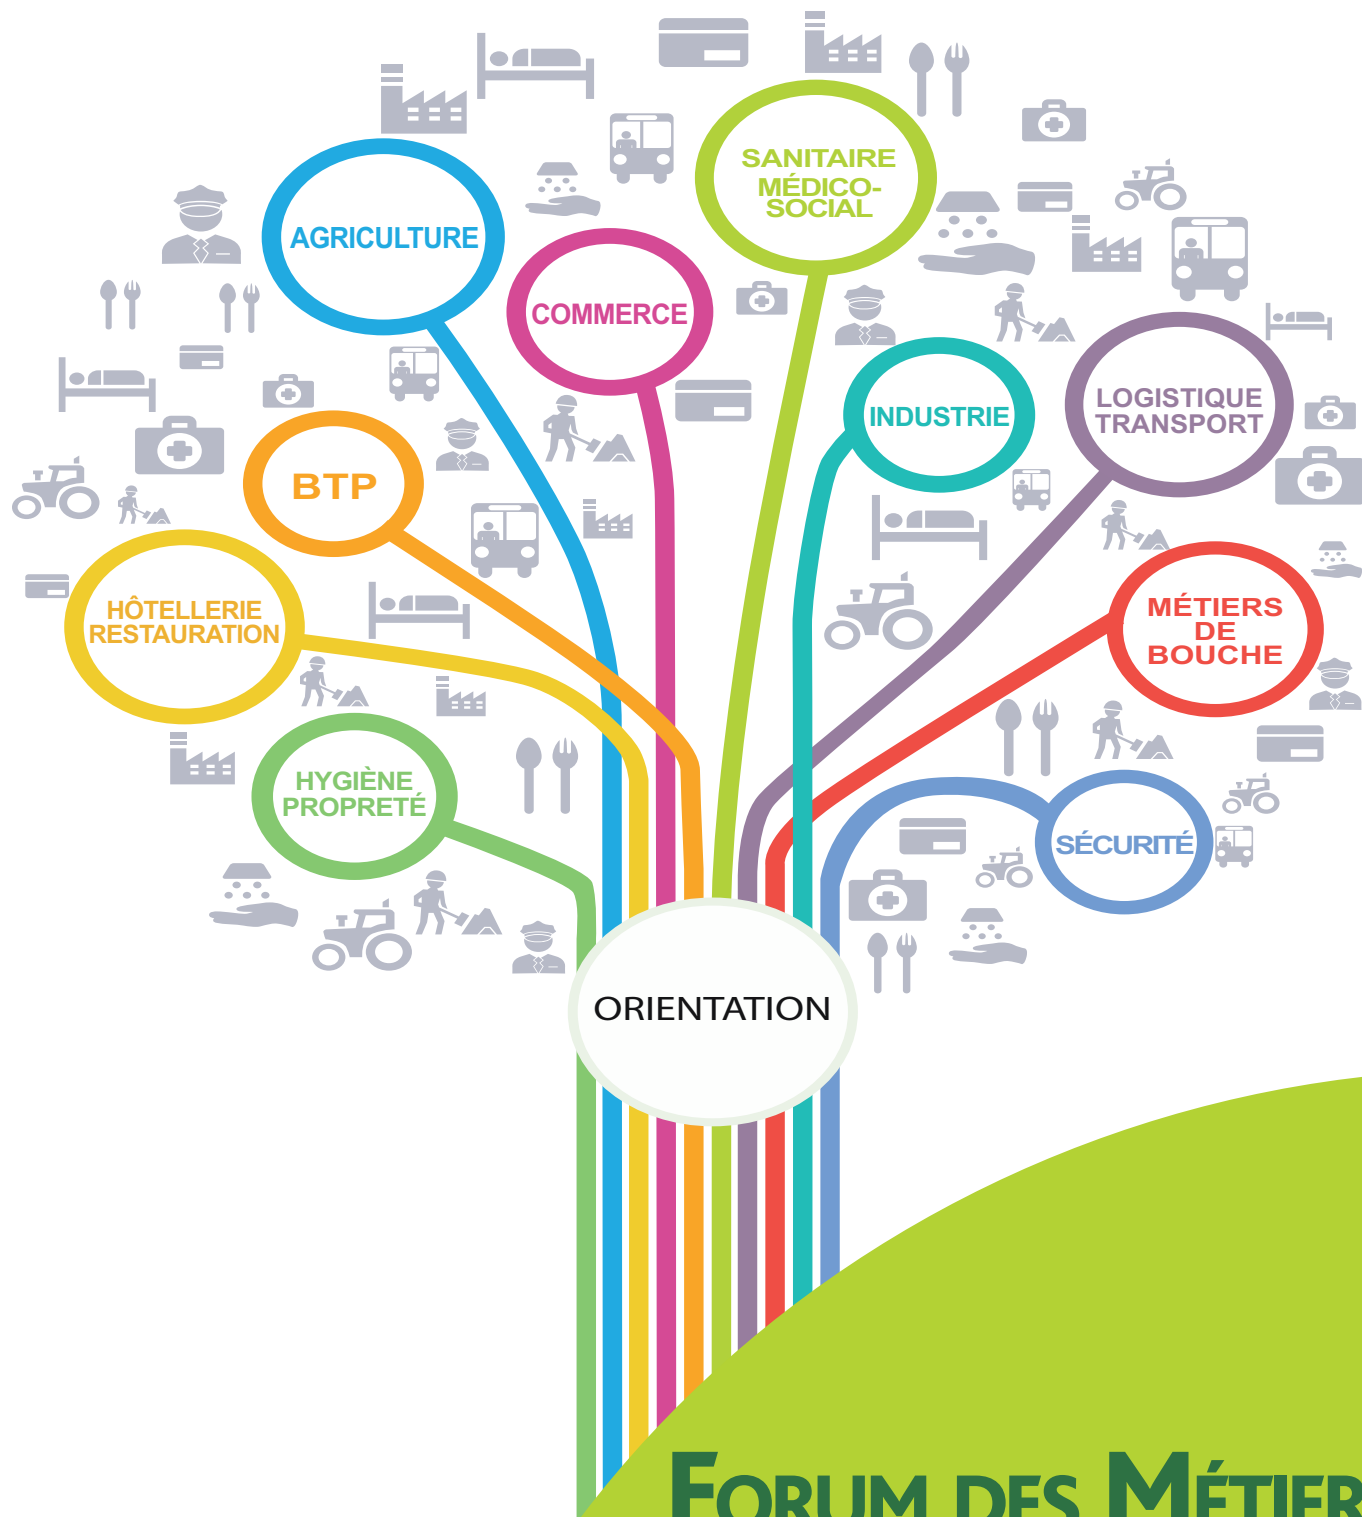 SANITAIRE
MÉDICO-
SOCIAL
AGRICULTURE
COMMERCE
INDUSTRIE
LOGISTIQUE
TRANSPORT
BTP
HÔTELLERIE
RESTAURATION
MÉTIERS
DE
BOUCHE
HYGIÈNE
PROPRETÉ
SÉCURITÉ
ORIENTATION
FORUM DES MÉTIER